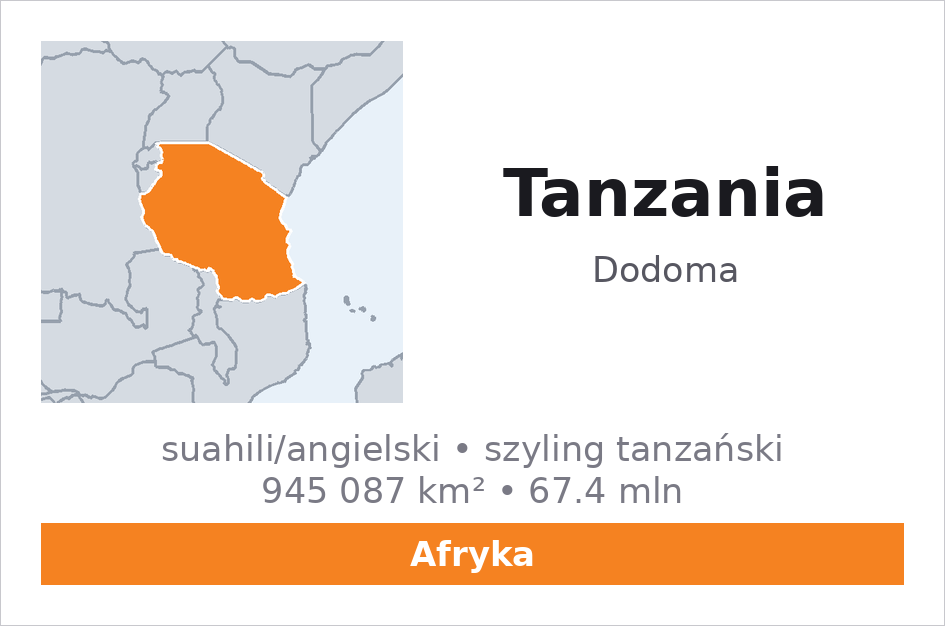 Tanzania
Dodoma
suahili/angielski • szyling tanzański
945 087 km² • 67.4 mln
Afryka